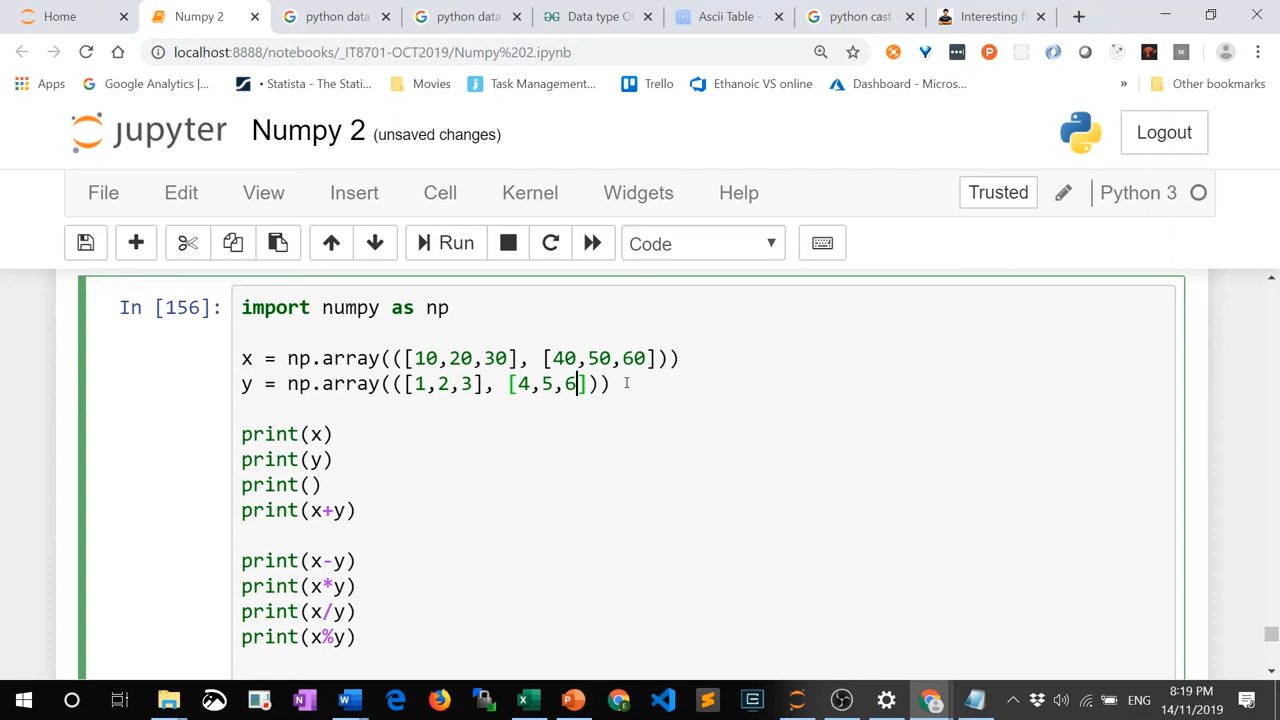 Home
Numpy 2
python data
python data
Data type O
Ascii Table -
python cast
Interesting f
localhost:8888/notebooks/_IT8701-OCT2019/Numpy%202.ipynb
Apps
Google Analytics |...
• Statista - The Stati...
Movies
Task Management...
Trello
Ethanoic VS online
Dashboard - Micros...
»
Other bookmarks
jupyter Numpy 2 (unsaved changes)
Logout
File Edit View Insert Cell Kernel Widgets Help
Trusted
Python 3
Run
Code
In [156]:
import numpy as np
x = np.array(([10,20,30], [40,50,60]))
y = np.array(([1,2,3], [4,5,6]))
print(x)
print(y)
print()
print(x+y)
print(x-y)
print(x*y)
print(x/y)
print(x%y)
ENG
8:19 PM
14/11/2019